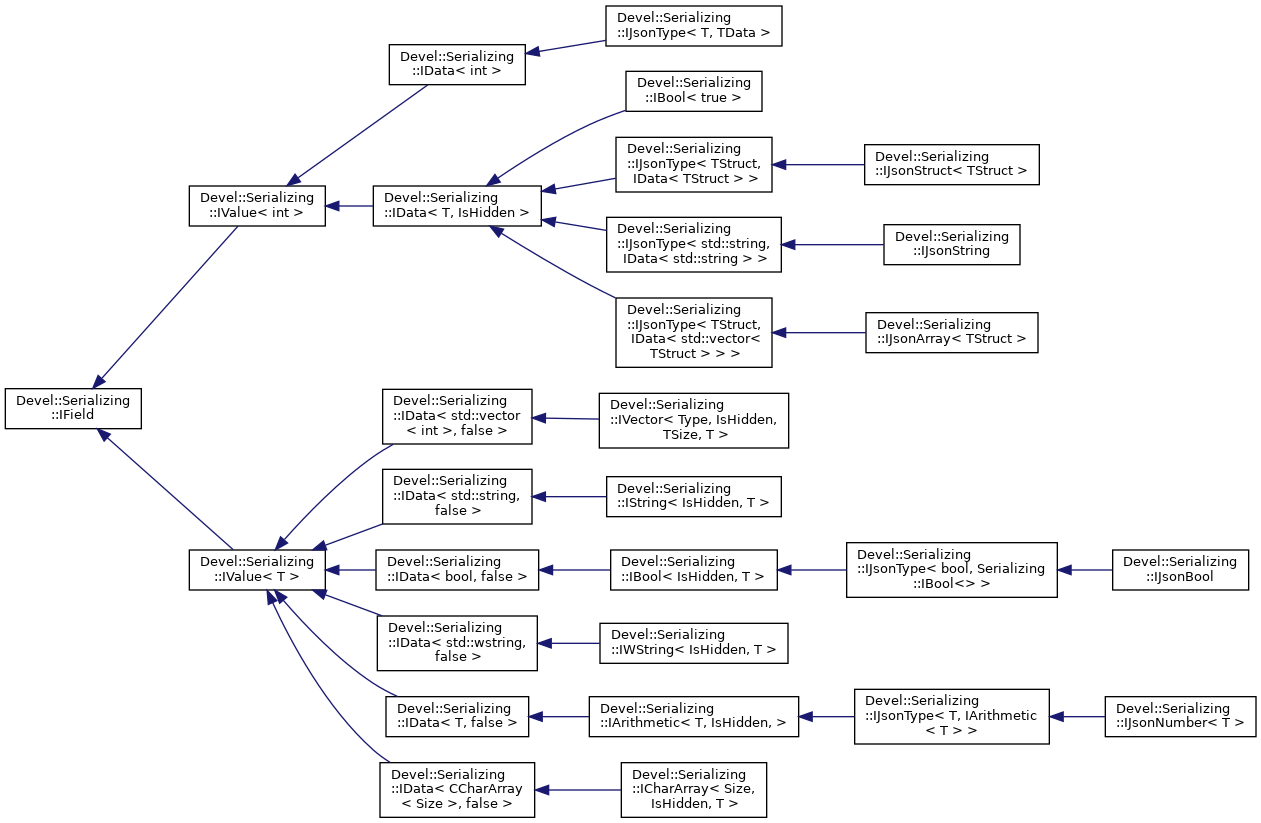 Devel::Serializing
::IJsonType< T, TData >
Devel::Serializing
::IData< int >
Devel::Serializing
::IBool< true >
Devel::Serializing
::IJsonType< TStruct,
IData< TStruct > >
Devel::Serializing
::IJsonStruct< TStruct >
Devel::Serializing
::IValue< int >
Devel::Serializing
::IData< T, IsHidden >
Devel::Serializing
::IJsonType< std::string,
IData< std::string > >
Devel::Serializing
::IJsonString
Devel::Serializing
::IJsonType< TStruct,
IData< std::vector<
TStruct > > >
Devel::Serializing
::IJsonArray< TStruct >
Devel::Serializing
::IField
Devel::Serializing
::IData< std::vector
< int >, false >
Devel::Serializing
::IVector< Type, IsHidden,
TSize, T >
Devel::Serializing
::IData< std::string,
false >
Devel::Serializing
::IString< IsHidden, T >
Devel::Serializing
::IValue< T >
Devel::Serializing
::IData< bool, false >
Devel::Serializing
::IBool< IsHidden, T >
Devel::Serializing
::IJsonType< bool, Serializing
::IBool<> >
Devel::Serializing
::IJsonBool
Devel::Serializing
::IData< std::wstring,
false >
Devel::Serializing
::IWString< IsHidden, T >
Devel::Serializing
::IData< T, false >
Devel::Serializing
::IArithmetic< T, IsHidden, >
Devel::Serializing
::IJsonType< T, IArithmetic
< T > >
Devel::Serializing
::IJsonNumber< T >
Devel::Serializing
::IData< CCharArray
< Size >, false >
Devel::Serializing
::ICharArray< Size,
IsHidden, T >